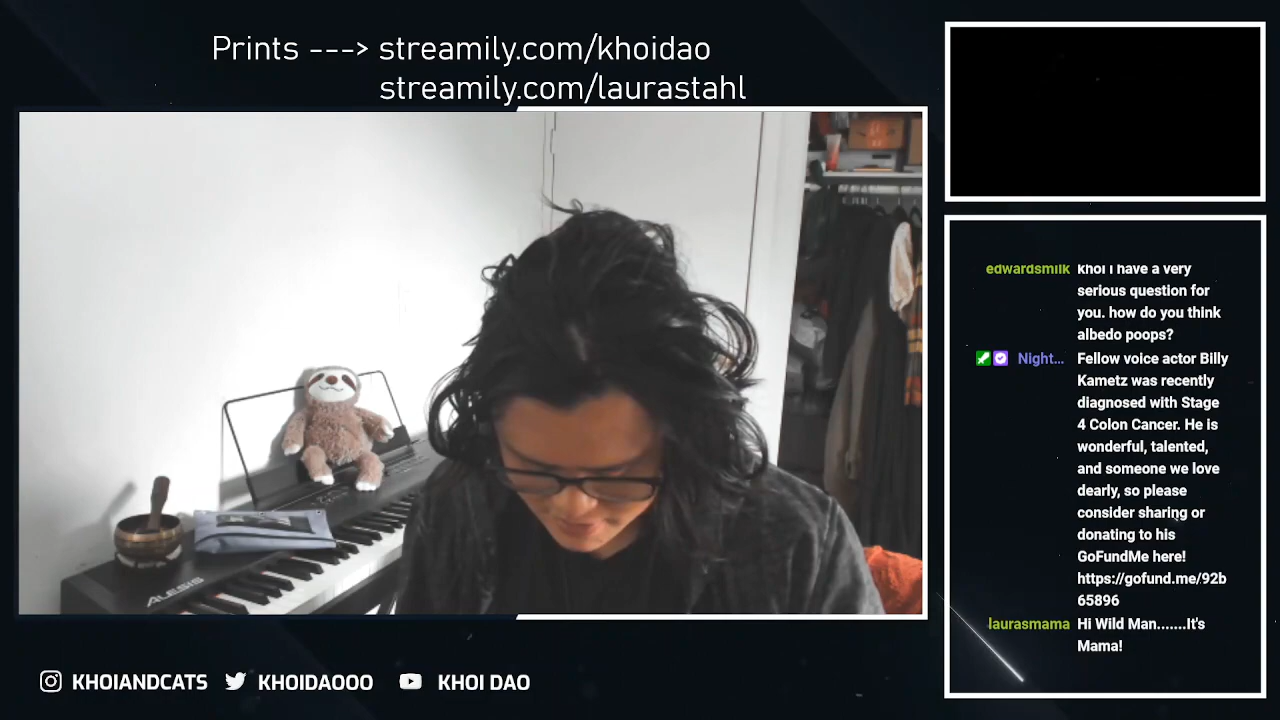 Prints ---> streamily.com/khoidao
streamily.com/laurastahl
ALESIS
edwardsmilk khoi i have a very
serious question for
you. how do you think
albedo poops?
Night... Fellow voice actor Billy
Kametz was recently
diagnosed with Stage
4 Colon Cancer. He is
wonderful, talented,
and someone we love
dearly, so please
consider sharing or
donating to his
GoFundMe here!
https://gofund.me/92b
65896
laurasmama Hi Wild Man.......It's
Mama!
KHOIANDCATS KHOIDAOOO KHOI DAO